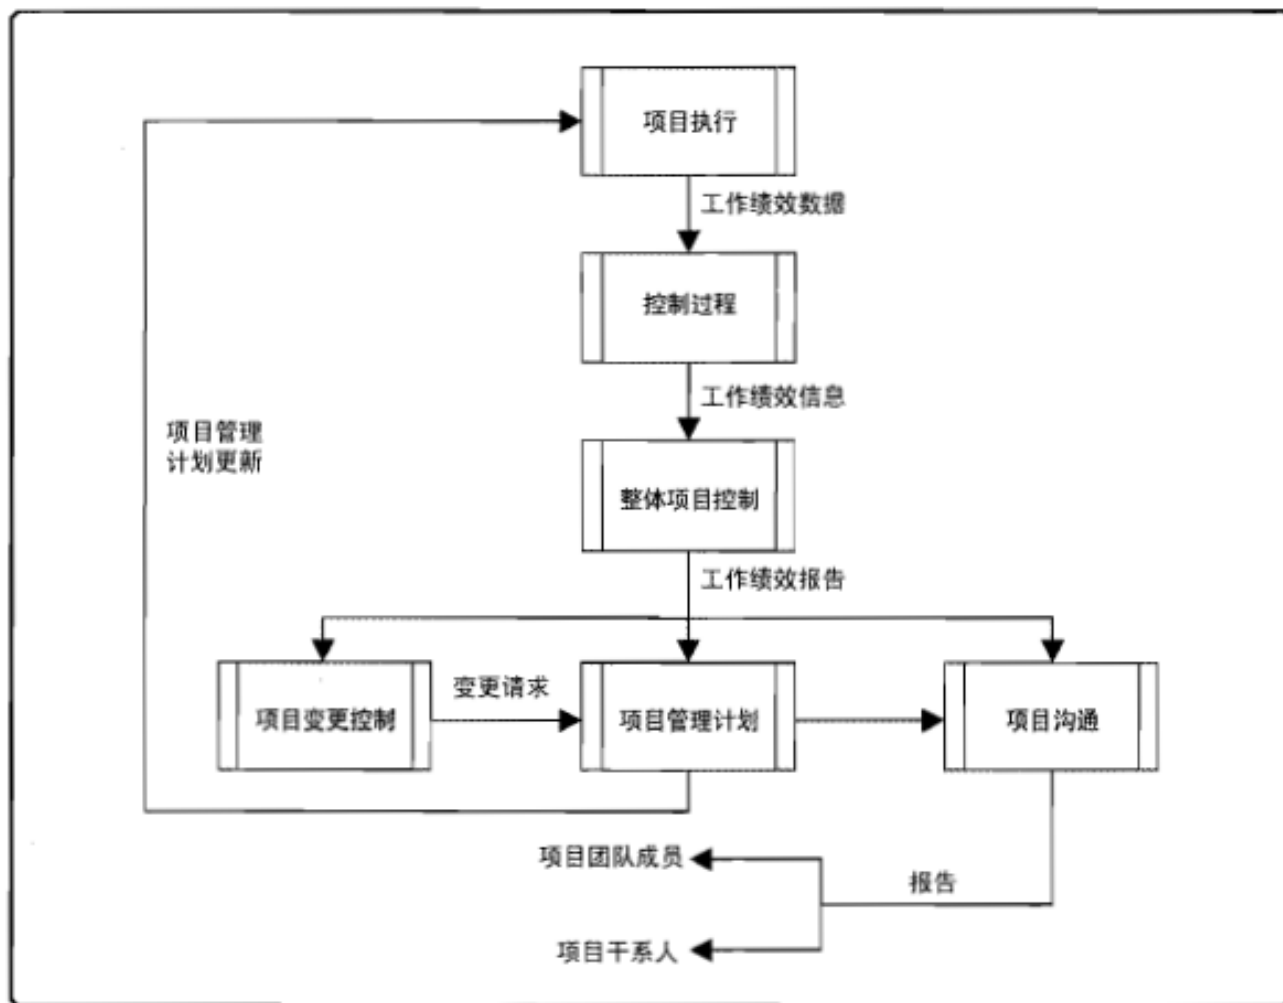 项目执行
工作绩效数据
控制过程
工作绩效信息
项目管理
计划更新
整体项目控制
工作绩效报告
变更请求
项目变更控制
项目管理计划
项目沟通
项目团队成员
报告
项目干系人